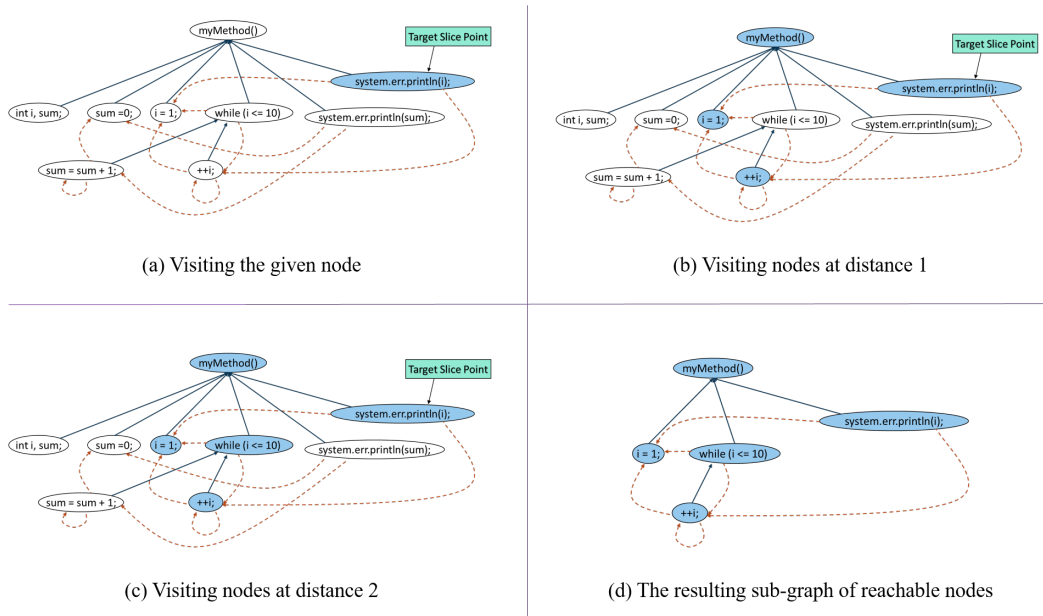 myMethod()
Target Slice Point
system.err.println(i);
int i, sum;
sum =0;
i = 1;
while (i <= 10)
system.err.println(sum);
sum = sum + 1;
++i;
(a) Visiting the given node
myMethod()
Target Slice Point
system.err.println(i);
int i, sum;
sum =0;
i = 1;
while (i <= 10)
system.err.println(sum);
sum = sum + 1;
++i;
(b) Visiting nodes at distance 1
myMethod()
Target Slice Point
system.err.println(i);
int i, sum;
sum =0;
i = 1;
while (i <= 10)
system.err.println(sum);
sum = sum + 1;
++i;
(c) Visiting nodes at distance 2
myMethod()
system.err.println(i);
i = 1;
while (i <= 10)
++i;
(d) The resulting sub-graph of reachable nodes